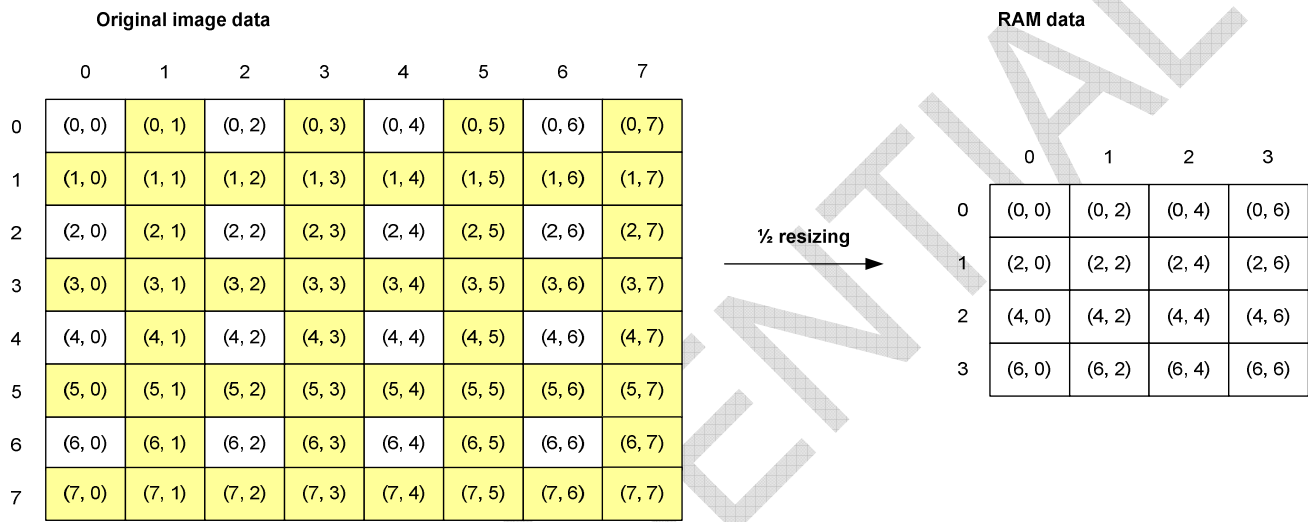 Original image data
RAM data
0 1 2 3 4 5 6 7
0 (0, 0) (0, 1) (0, 2) (0, 3) (0, 4) (0, 5) (0, 6) (0, 7)
1 (1, 0) (1, 1) (1, 2) (1, 3) (1, 4) (1, 5) (1, 6) (1, 7)
2 (2, 0) (2, 1) (2, 2) (2, 3) (2, 4) (2, 5) (2, 6) (2, 7)
3 (3, 0) (3, 1) (3, 2) (3, 3) (3, 4) (3, 5) (3, 6) (3, 7)
4 (4, 0) (4, 1) (4, 2) (4, 3) (4, 4) (4, 5) (4, 6) (4, 7)
5 (5, 0) (5, 1) (5, 2) (5, 3) (5, 4) (5, 5) (5, 6) (5, 7)
6 (6, 0) (6, 1) (6, 2) (6, 3) (6, 4) (6, 5) (6, 6) (6, 7)
7 (7, 0) (7, 1) (7, 2) (7, 3) (7, 4) (7, 5) (7, 6) (7, 7)
½ resizing
0 1 2 3
0 (0, 0) (0, 2) (0, 4) (0, 6)
1 (2, 0) (2, 2) (2, 4) (2, 6)
2 (4, 0) (4, 2) (4, 4) (4, 6)
3 (6, 0) (6, 2) (6, 4) (6, 6)
ENTIAL